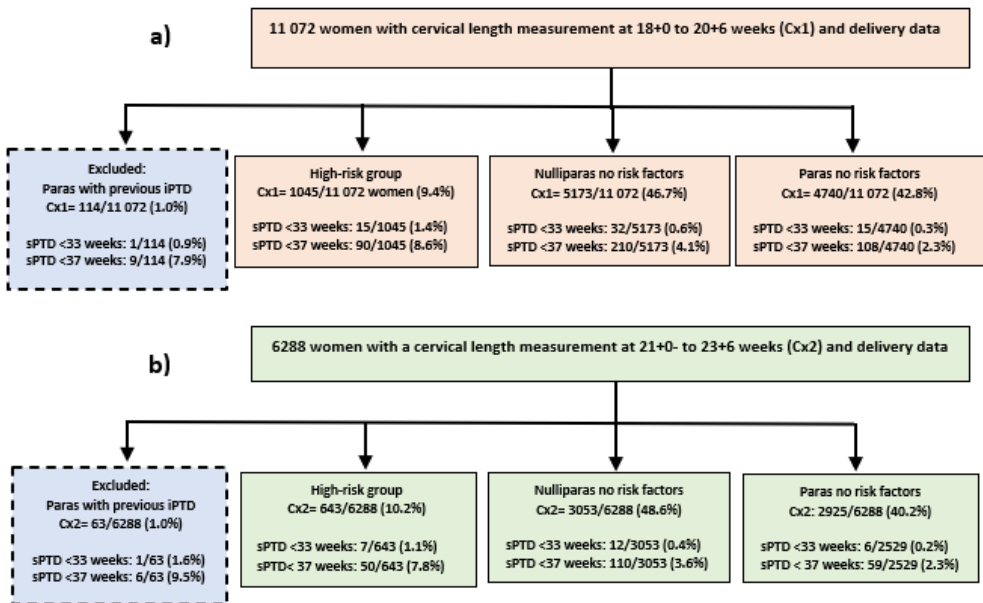 a)
11 072 women with cervical length measurement at 18+0 to 20+6 weeks (Cx1) and delivery data
Excluded:
Paras with previous iPTD
Cx1= 114/11 072 (1.0%)
sPTD <33 weeks: 1/114 (0.9%)
sPTD <37 weeks: 9/114 (7.9%)
High-risk group
Cx1= 1045/11 072 women (9.4%)
sPTD <33 weeks: 15/1045 (1.4%)
sPTD <37 weeks: 90/1045 (8.6%)
Nulliparas no risk factors
Cx1= 5173/11 072 (46.7%)
sPTD <33 weeks: 32/5173 (0.6%)
sPTD <37 weeks: 210/5173 (4.1%)
Paras no risk factors
Cx1= 4740/11 072 (42.8%)
sPTD <33 weeks: 15/4740 (0.3%)
sPTD <37 weeks: 108/4740 (2.3%)
b)
6288 women with a cervical length measurement at 21+0- to 23+6 weeks (Cx2) and delivery data
Excluded:
Paras with previous iPTD
Cx2= 63/6288 (1.0%)
sPTD <33 weeks: 1/63 (1.6%)
sPTD <37 weeks: 6/63 (9.5%)
High-risk group
Cx2= 643/6288 (10.2%)
sPTD <33 weeks: 7/643 (1.1%)
sPTD< 37 weeks: 50/643 (7.8%)
Nulliparas no risk factors
Cx2= 3053/6288 (48.6%)
sPTD <33 weeks: 12/3053 (0.4%)
sPTD <37 weeks: 110/3053 (3.6%)
Paras no risk factors
Cx2: 2925/6288 (40.2%)
sPTD <33 weeks: 6/2529 (0.2%)
sPTD < 37 weeks: 59/2529 (2.3%)